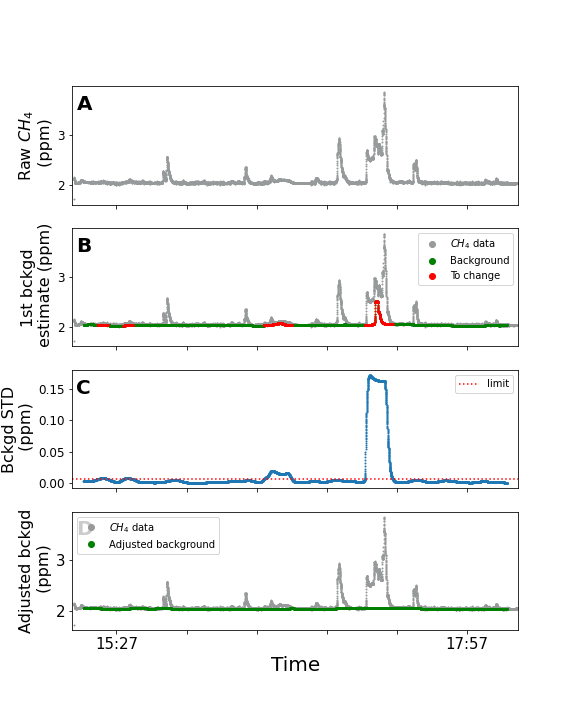 A
Raw CH4
(ppm)
3
2
B
1st bckgd
estimate (ppm)
3
2
CH4 data
Background
To change
C
Bckgd STD
(ppm)
0.15
0.10
0.05
0.00
limit
D
Adjusted bckgd
(ppm)
3
2
CH4 data
Adjusted background
15:27
17:57
Time